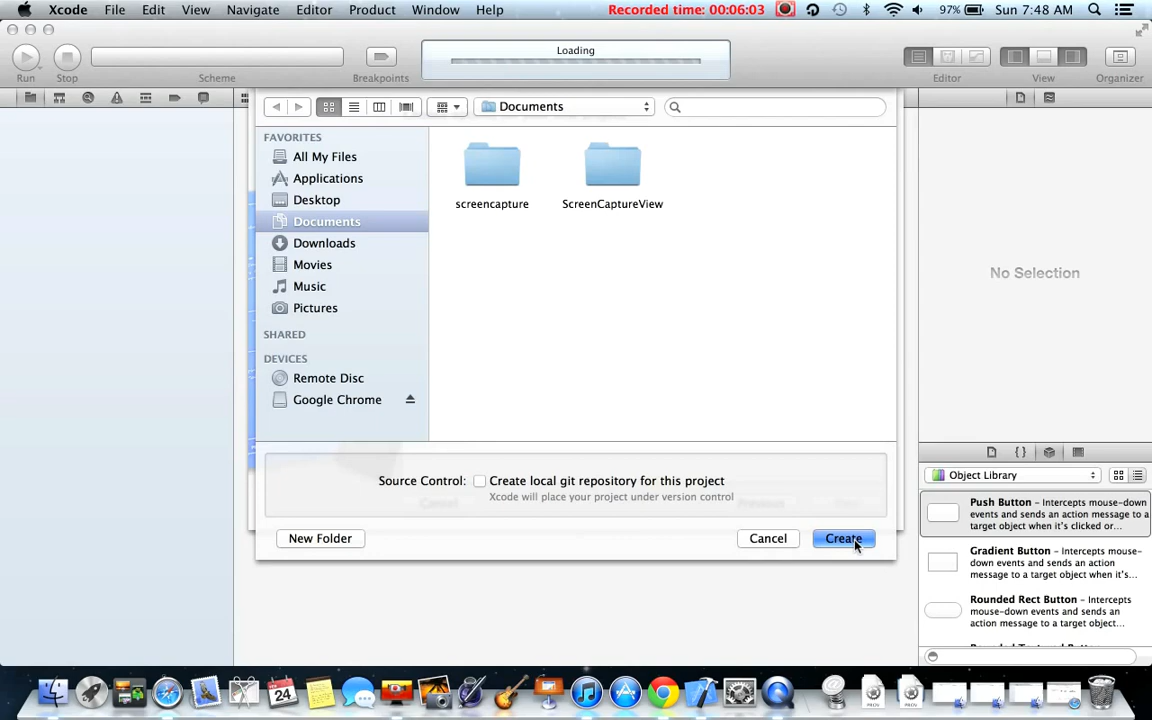 Xcode File Edit View Navigate Editor Product Window Help Recorded time: 00:06:03 97% Sun 7:48 AM
Loading
Run Stop Scheme Breakpoints Editor View Organizer
Documents
FAVORITES
All My Files
Applications
Desktop
Documents
Downloads
Movies
Music
Pictures
SHARED
DEVICES
Remote Disc
Google Chrome
screencapture ScreenCaptureView
No Selection
Source Control: Create local git repository for this project
Xcode will place your project under version control
New Folder Cancel Create
Object Library
Push Button – Intercepts mouse-down
events and sends an action message to a
target object when it's clicked or...
Gradient Button – Intercepts mouse-
down events and sends an action
message to a target object when it's...
Rounded Rect Button – Intercepts
mouse-down events and sends an
action message to a target object...
24